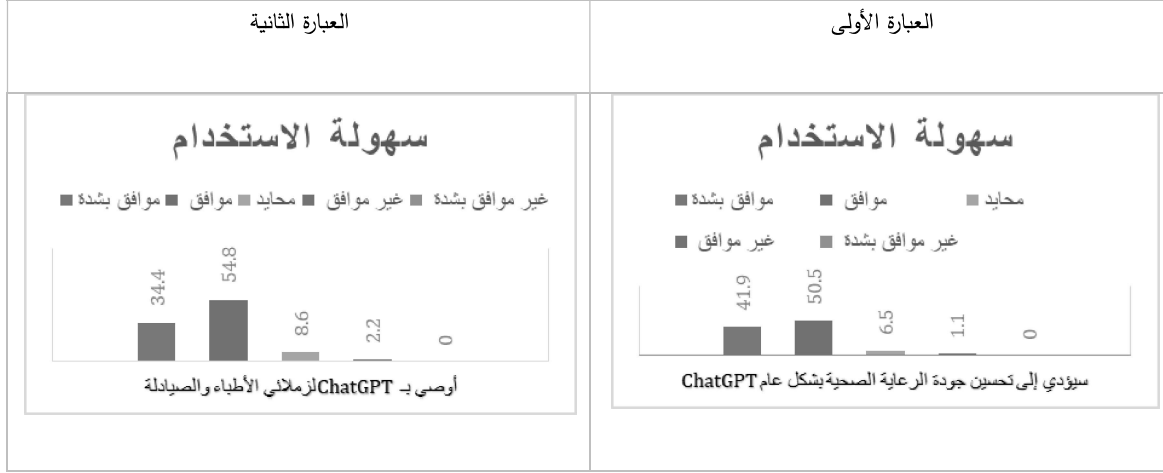 العبارة الأولى
العبارة الثانية
سهولة الاستخدام
موافق بشدة موافق محايد
غير موافق غير موافق بشدة
41.9 50.5 6.5 1.1 0
سيؤدي إلى تحسين جودة الرعاية الصحية بشكل عام ChatGPT
سهولة الاستخدام
موافق بشدة موافق محايد غير موافق غير موافق بشدة
34.4 54.8 8.6 2.2 0
أوصي بـ ChatGPT لزملائي الأطباء والصيادلة